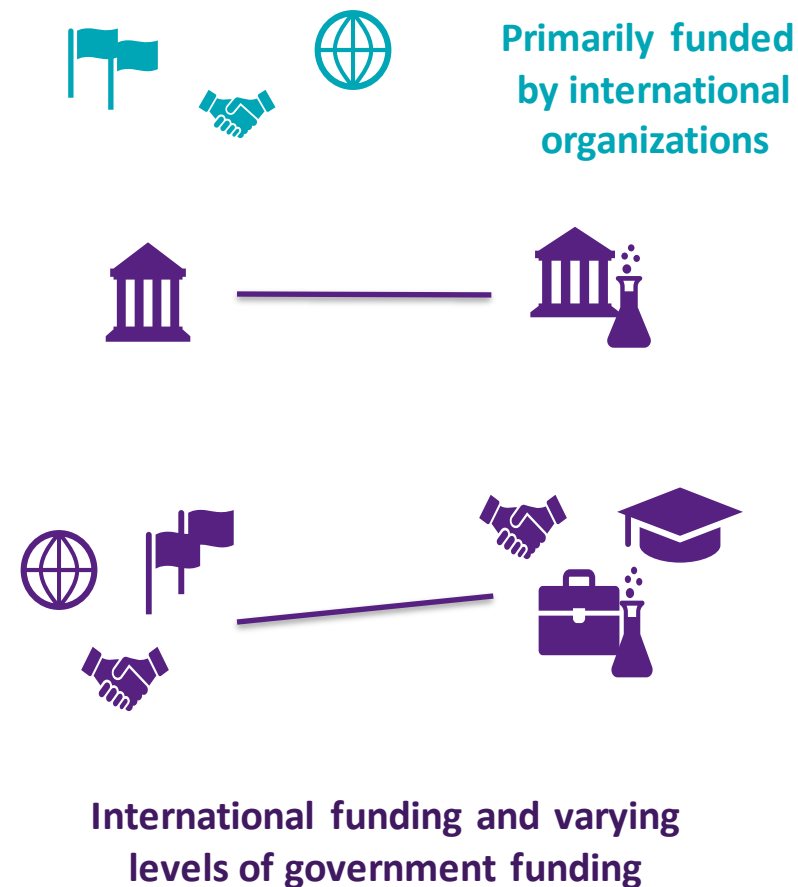 Primarily funded
by international
organizations
International funding and varying
levels of government funding